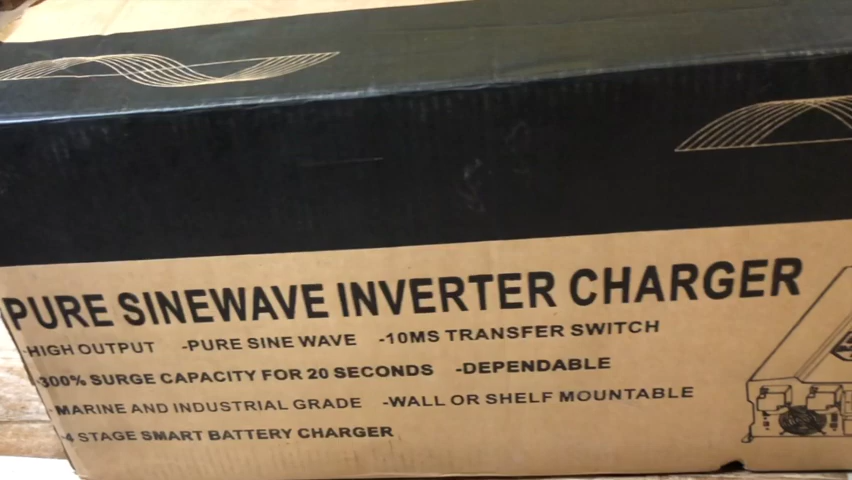 PURE SINEWAVE INVERTER CHARGER
-HIGH OUTPUT -PURE SINE WAVE -10MS TRANSFER SWITCH
-300% SURGE CAPACITY FOR 20 SECONDS -DEPENDABLE
-MARINE AND INDUSTRIAL GRADE -WALL OR SHELF MOUNTABLE
-4 STAGE SMART BATTERY CHARGER